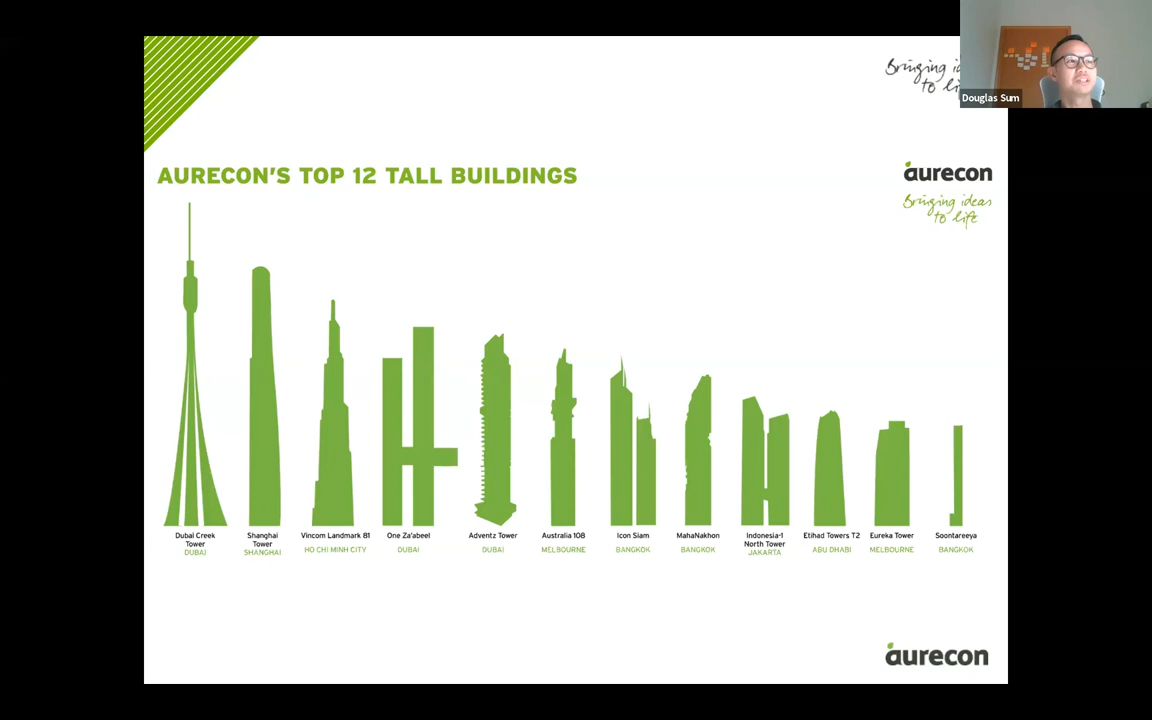 Bringing
to
Douglas Sum
AURECON'S TOP 12 TALL BUILDINGS
aurecon
Bringing ideas
to life
Dubai Creek
Tower
DUBAI
Shanghai
Tower
SHANGHAI
Vincom Landmark 81
HO CHI MINH CITY
One Za'abeel
DUBAI
Adventz Tower
DUBAI
Australia 108
MELBOURNE
Icon Siam
BANGKOK
MahaNakhon
BANGKOK
Indonesia-1
North Tower
JAKARTA
Etihad Towers T2
ABU DHABI
Eureka Tower
MELBOURNE
Soontareeya
BANGKOK
aurecon